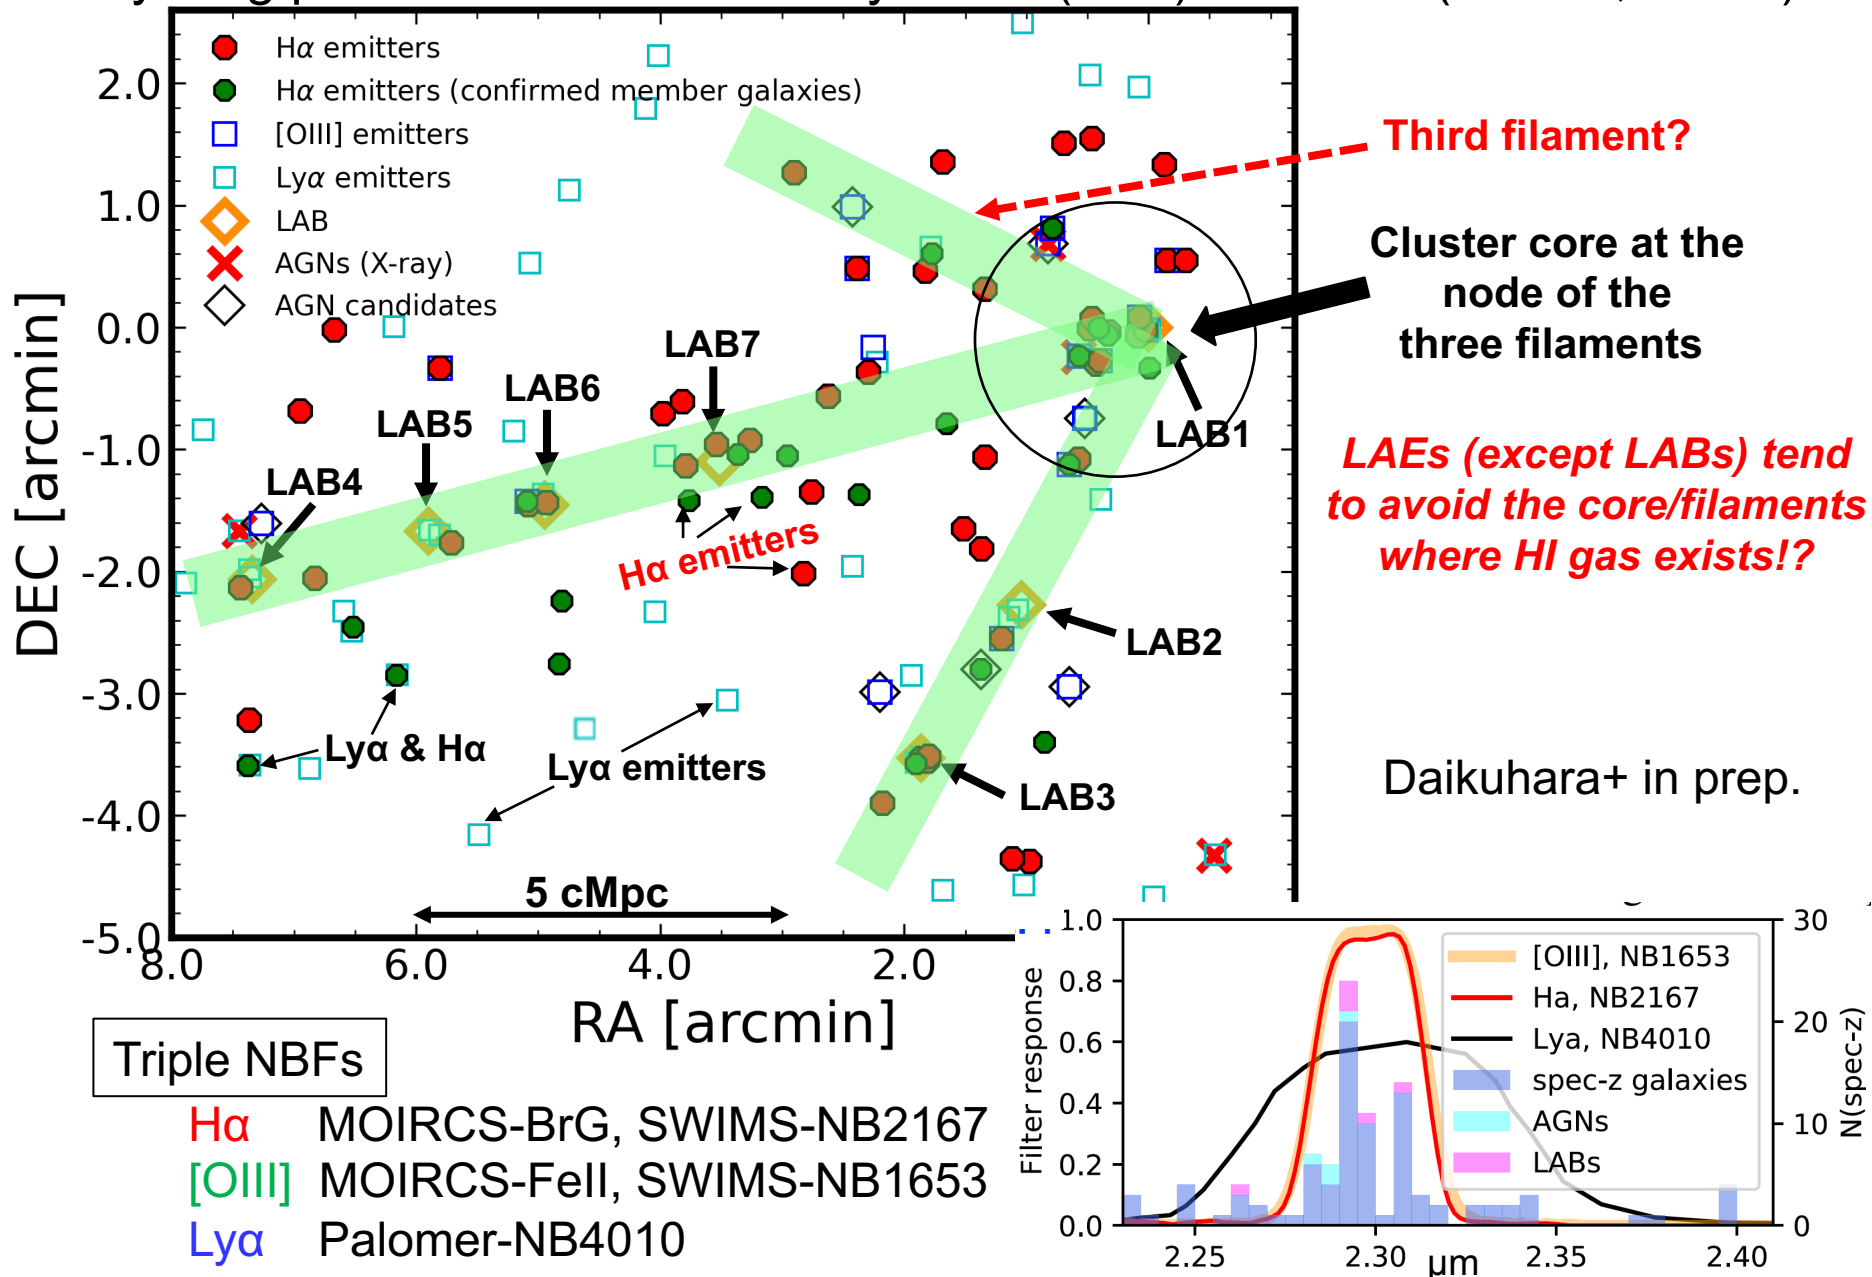 Hα emitters
Hα emitters (confirmed member galaxies)
[OIII] emitters
Lyα emitters
LAB
AGNs (X-ray)
AGN candidates
Third filament?
Cluster core at the
node of the
three filaments
LAEs (except LABs) tend
to avoid the core/filaments
where HI gas exists!?
Daikuhara+ in prep.
LAB7
LAB6
LAB5
LAB4
LAB1
Hα emitters
LAB2
Lyα & Hα
Lyα emitters
LAB3
5 cMpc
DEC [arcmin]
2.0
1.0
0.0
-1.0
-2.0
-3.0
-4.0
-5.0
8.0 6.0 4.0 2.0
RA [arcmin]
Triple NBFs
Hα MOIRCS-BrG, SWIMS-NB2167
[OIII] MOIRCS-FeII, SWIMS-NB1653
Lyα Palomer-NB4010
Filter response
1.0
0.8
0.6
0.4
0.2
0.0
[OIII], NB1653
Ha, NB2167
Lya, NB4010
spec-z galaxies
AGNs
LABs
30
20
10
0
N(spec-z)
2.25 2.30 2.35 2.40
μm